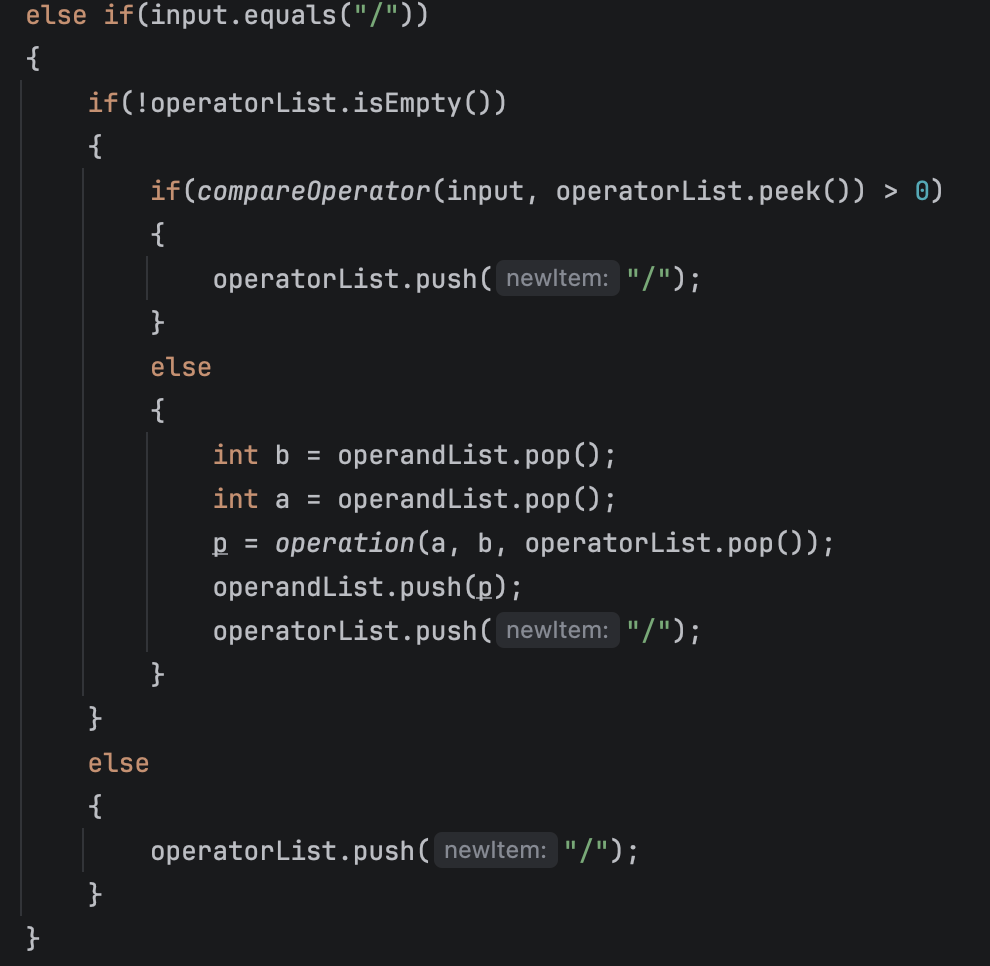 else if(input.equals("/"))
{
if(!operatorList.isEmpty())
{
if(compareOperator(input, operatorList.peek()) > 0)
{
operatorList.push( newItem: "/");
}
else
{
int b = operandList.pop();
int a = operandList.pop();
p = operation(a, b, operatorList.pop());
operandList.push(p);
operatorList.push( newItem: "/");
}
}
else
{
operatorList.push( newItem: "/");
}
}